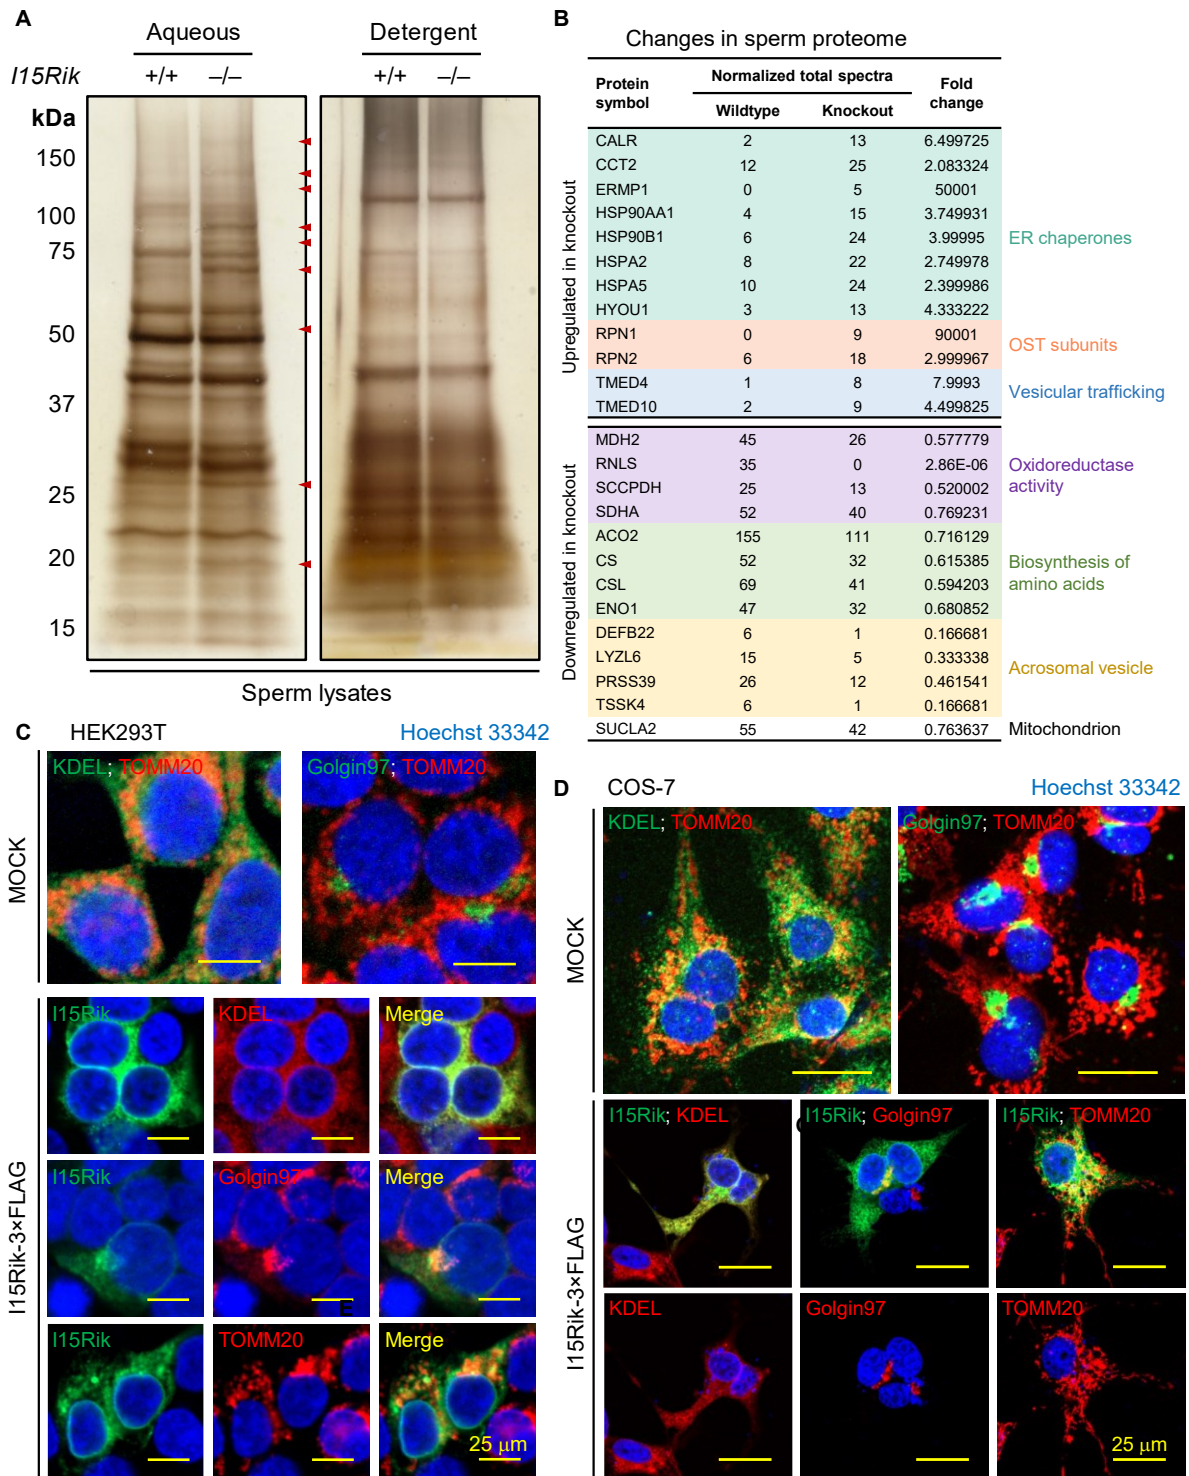 A
Aqueous
Detergent
I15Rik
+/+
–/–
+/+
–/–
kDa
150
100
75
50
37
25
20
15
Sperm lysates
B
Changes in sperm proteome
Protein symbol
Normalized total spectra
Fold change
Wildtype
Knockout
Upregulated in knockout
CALR 2 13 6.499725
CCT2 12 25 2.083324
ERMP1 0 5 50001
HSP90AA1 4 15 3.749931
HSP90B1 6 24 3.99995
HSPA2 8 22 2.749978
HSPA5 10 24 2.399986
HYOU1 3 13 4.333222
ER chaperones
RPN1 0 9 90001
RPN2 6 18 2.999967
OST subunits
TMED4 1 8 7.9993
TMED10 2 9 4.499825
Vesicular trafficking
Downregulated in knockout
MDH2 45 26 0.577779
RNLS 35 0 2.86E-06
SCCPDH 25 13 0.520002
SDHA 52 40 0.769231
Oxidoreductase
activity
ACO2 155 111 0.716129
CS 52 32 0.615385
CSL 69 41 0.594203
ENO1 47 32 0.680852
Biosynthesis of
amino acids
DEFB22 6 1 0.166681
LYZL6 15 5 0.333338
PRSS39 26 12 0.461541
TSSK4 6 1 0.166681
Acrosomal vesicle
SUCLA2 55 42 0.763637
Mitochondrion
C
HEK293T
Hoechst 33342
MOCK
KDEL; TOMM20
Golgin97; TOMM20
I15Rik-3×FLAG
I15Rik
KDEL
Merge
I15Rik
Golgin97
Merge
E
I15Rik
TOMM20
Merge
25 µm
D
COS-7
Hoechst 33342
MOCK
KDEL; TOMM20
Golgin97; TOMM20
I15Rik-3×FLAG
I15Rik; KDEL
I15Rik; Golgin97
I15Rik; TOMM20
KDEL
Golgin97
TOMM20
25 µm